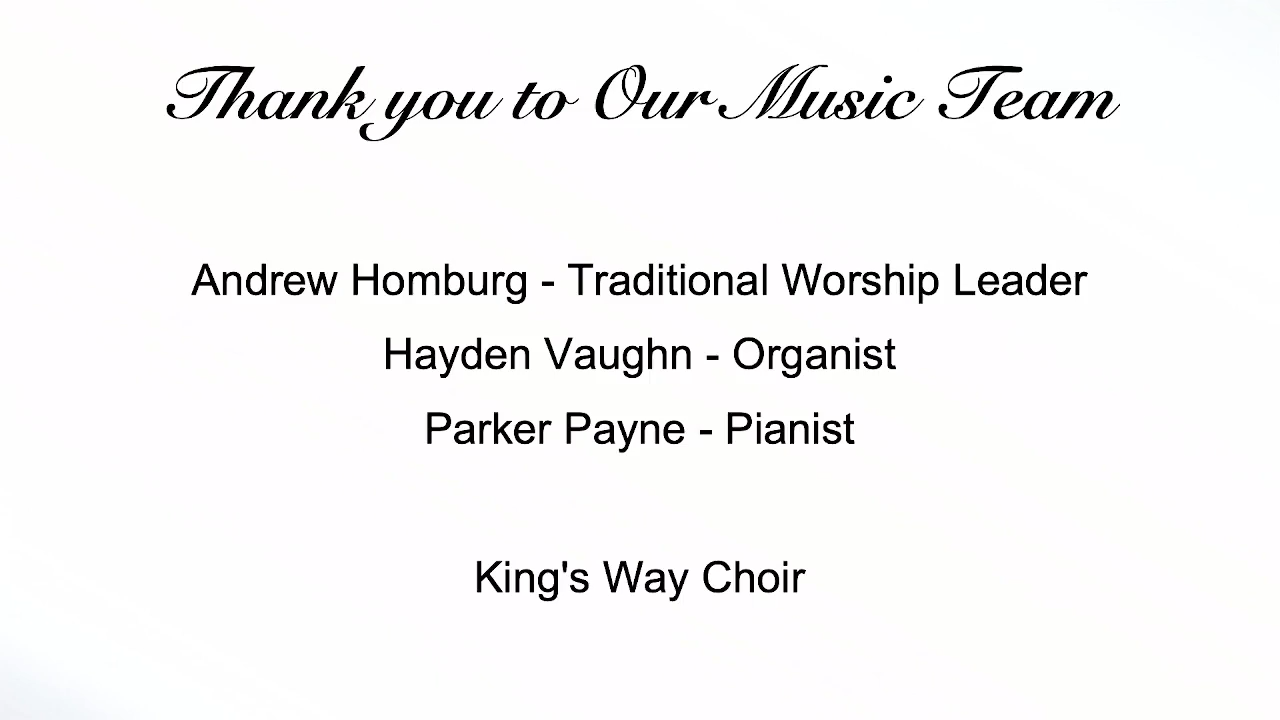 Thank you to Our Music Team
Andrew Homburg - Traditional Worship Leader
Hayden Vaughn - Organist
Parker Payne - Pianist
King's Way Choir